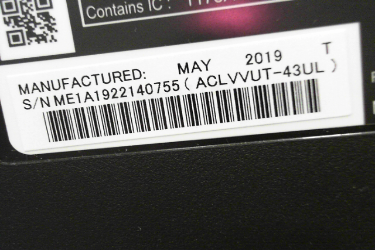 Contains IC :
MANUFACTURED: MAY 2019 T
S/N ME1A1922140755 ( ACLVVUT-43UL )